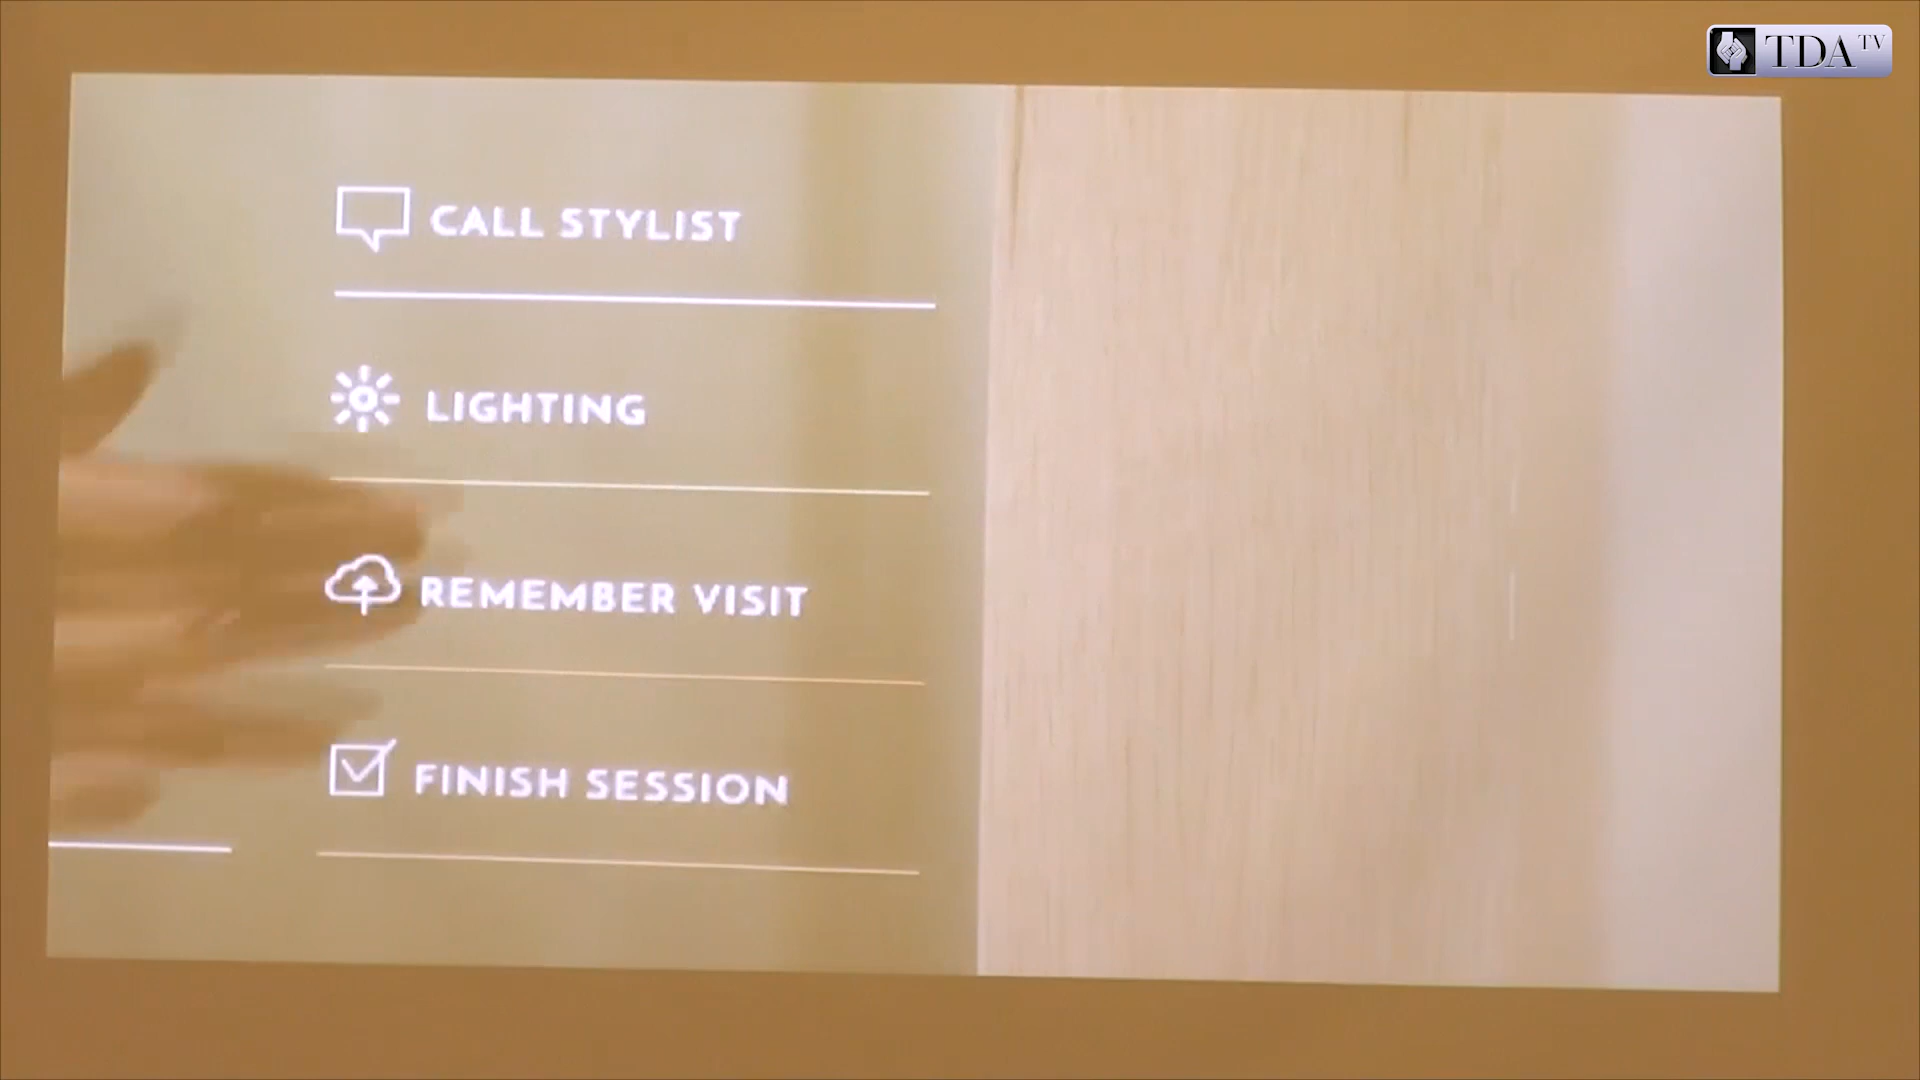 TDA TV
CALL STYLIST
LIGHTING
REMEMBER VISIT
FINISH SESSION